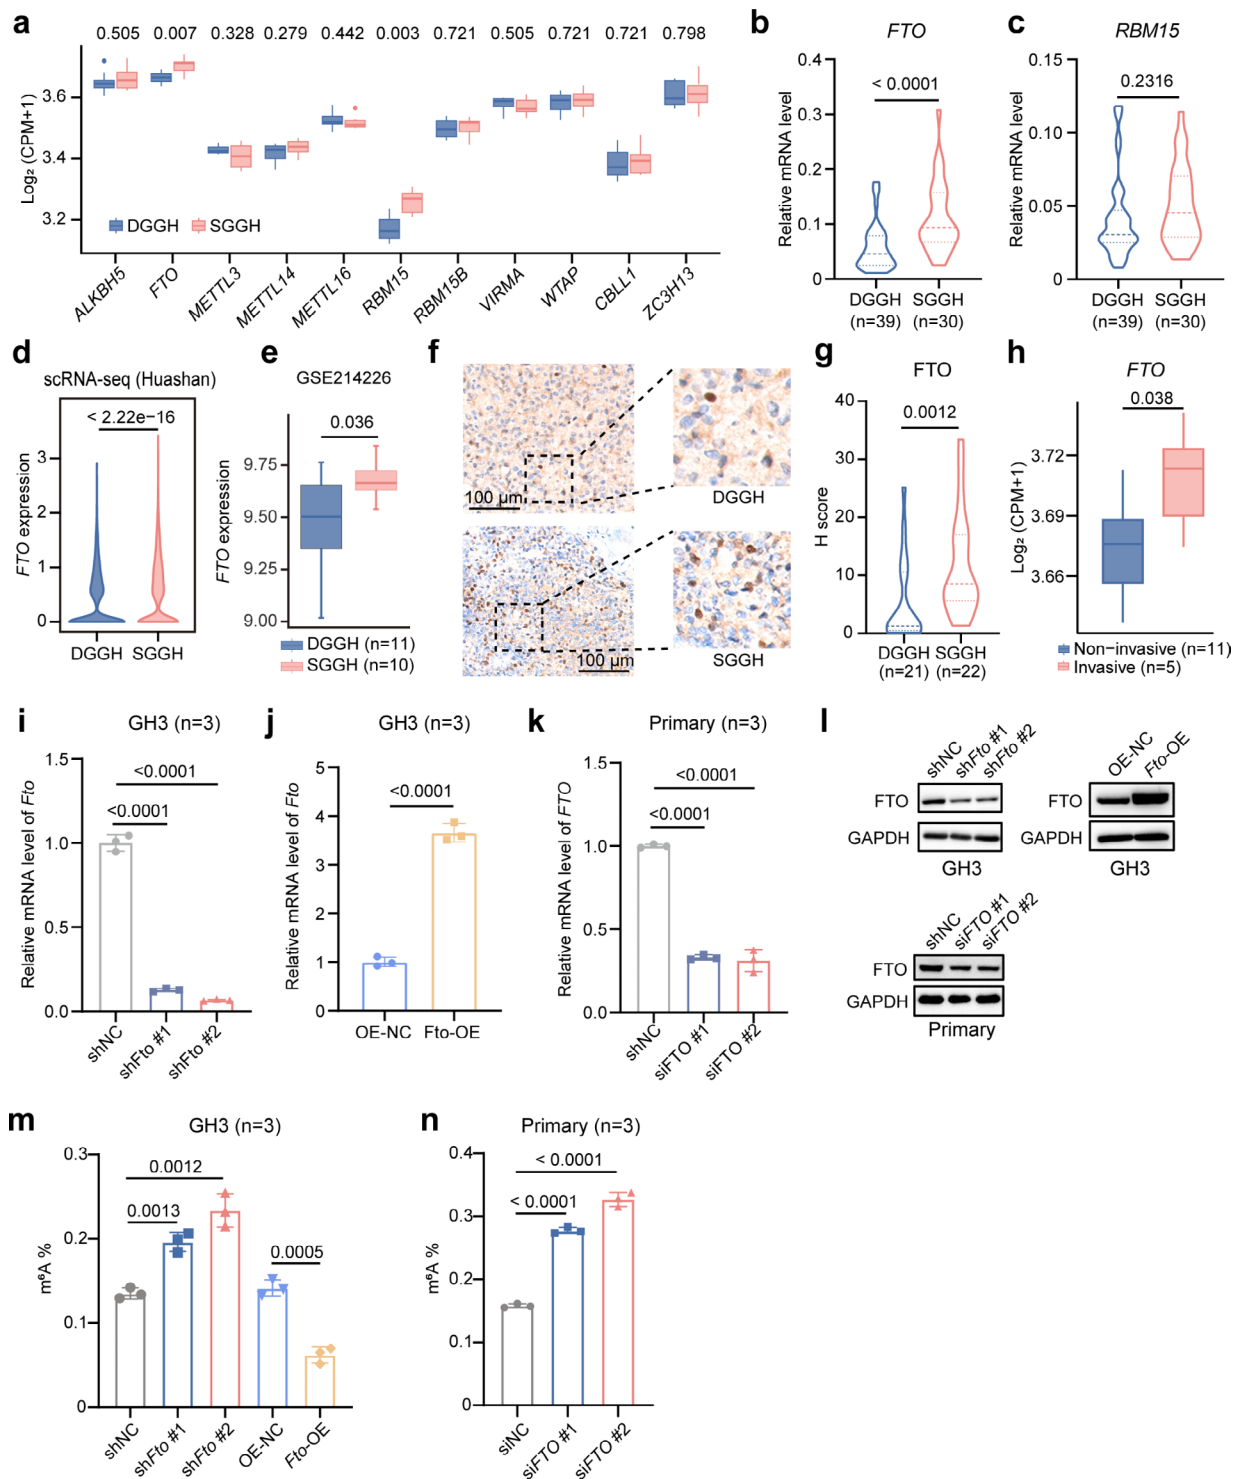 a
0.505 0.007 0.328 0.279 0.442 0.003 0.721 0.505 0.721 0.721 0.798
Log₂ (CPM+1)
3.6
3.4
3.2
DGGH SGGH
ALKBH5 FTO METTL3 METTL14 METTL16 RBM15 RBM15B VIRMA WTAP CBLL1 ZC3H13
b
FTO
Relative mRNA level
< 0.0001
0.4
0.3
0.2
0.1
0
DGGH SGGH
(n=39) (n=30)
c
RBM15
Relative mRNA level
0.2316
0.15
0.10
0.05
0
DGGH SGGH
(n=39) (n=30)
d
scRNA-seq (Huashan)
< 2.22e−16
FTO expression
3
2
1
0
DGGH SGGH
e
GSE214226
0.036
FTO expression
9.75
9.50
9.25
9.00
DGGH (n=11)
SGGH (n=10)
f
100 µm
DGGH
100 µm
SGGH
g
FTO
0.0012
H score
40
30
20
10
0
DGGH SGGH
(n=21) (n=22)
h
FTO
0.038
Log₂ (CPM+1)
3.72
3.69
3.66
Non−invasive (n=11)
Invasive (n=5)
i
GH3 (n=3)
<0.0001
<0.0001
Relative mRNA level of Fto
1.5
1.0
0.5
0.0
shNC shFto #1 shFto #2
j
GH3 (n=3)
<0.0001
Relative mRNA level of Fto
5
4
3
2
1
0
OE-NC Fto-OE
k
Primary (n=3)
<0.0001
<0.0001
Relative mRNA level of FTO
1.5
1.0
0.5
0.0
shNC siFTO #1 siFTO #2
l
shNC shFto #1 shFto #2
FTO
GAPDH
GH3
OE-NC Fto-OE
FTO
GAPDH
GH3
shNC siFTO #1 siFTO #2
FTO
GAPDH
Primary
m
GH3 (n=3)
0.0012
0.0013
0.0005
m⁶A %
0.3
0.2
0.1
0
shNC shFto #1 shFto #2 OE-NC Fto-OE
n
Primary (n=3)
< 0.0001
< 0.0001
m⁶A %
0.4
0.3
0.2
0.1
0
siNC siFTO #1 siFTO #2